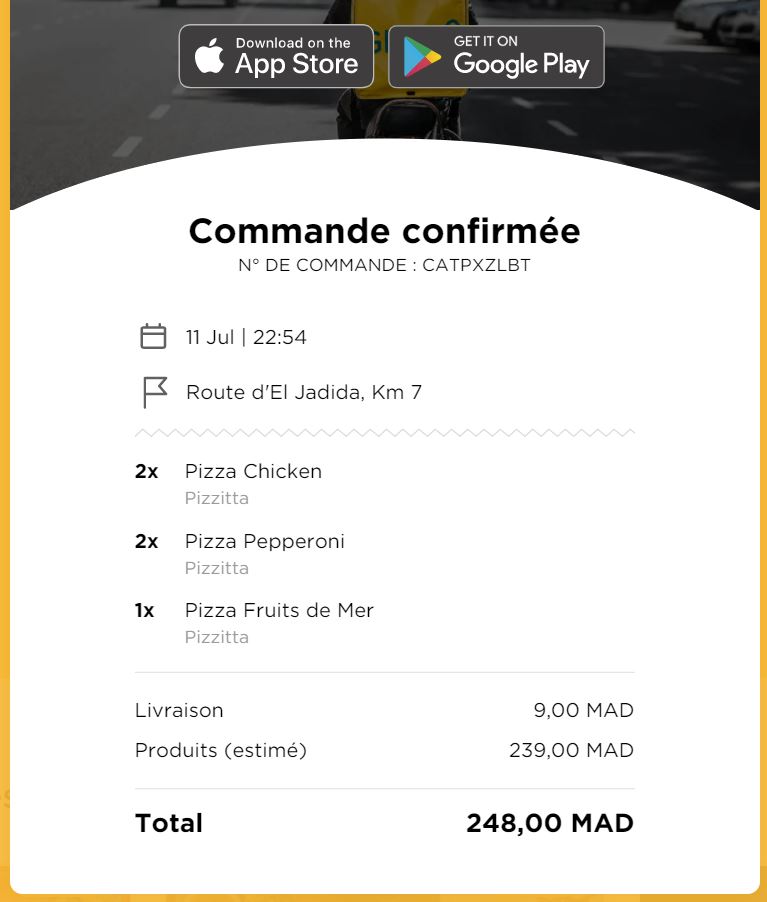 Download on the
App Store
GET IT ON
Google Play
Commande confirmée
N° DE COMMANDE : CATPXZLBT
11 Jul | 22:54
Route d'El Jadida, Km 7
2x Pizza Chicken
Pizzitta
2x Pizza Pepperoni
Pizzitta
1x Pizza Fruits de Mer
Pizzitta
Livraison 9,00 MAD
Produits (estimé) 239,00 MAD
Total 248,00 MAD